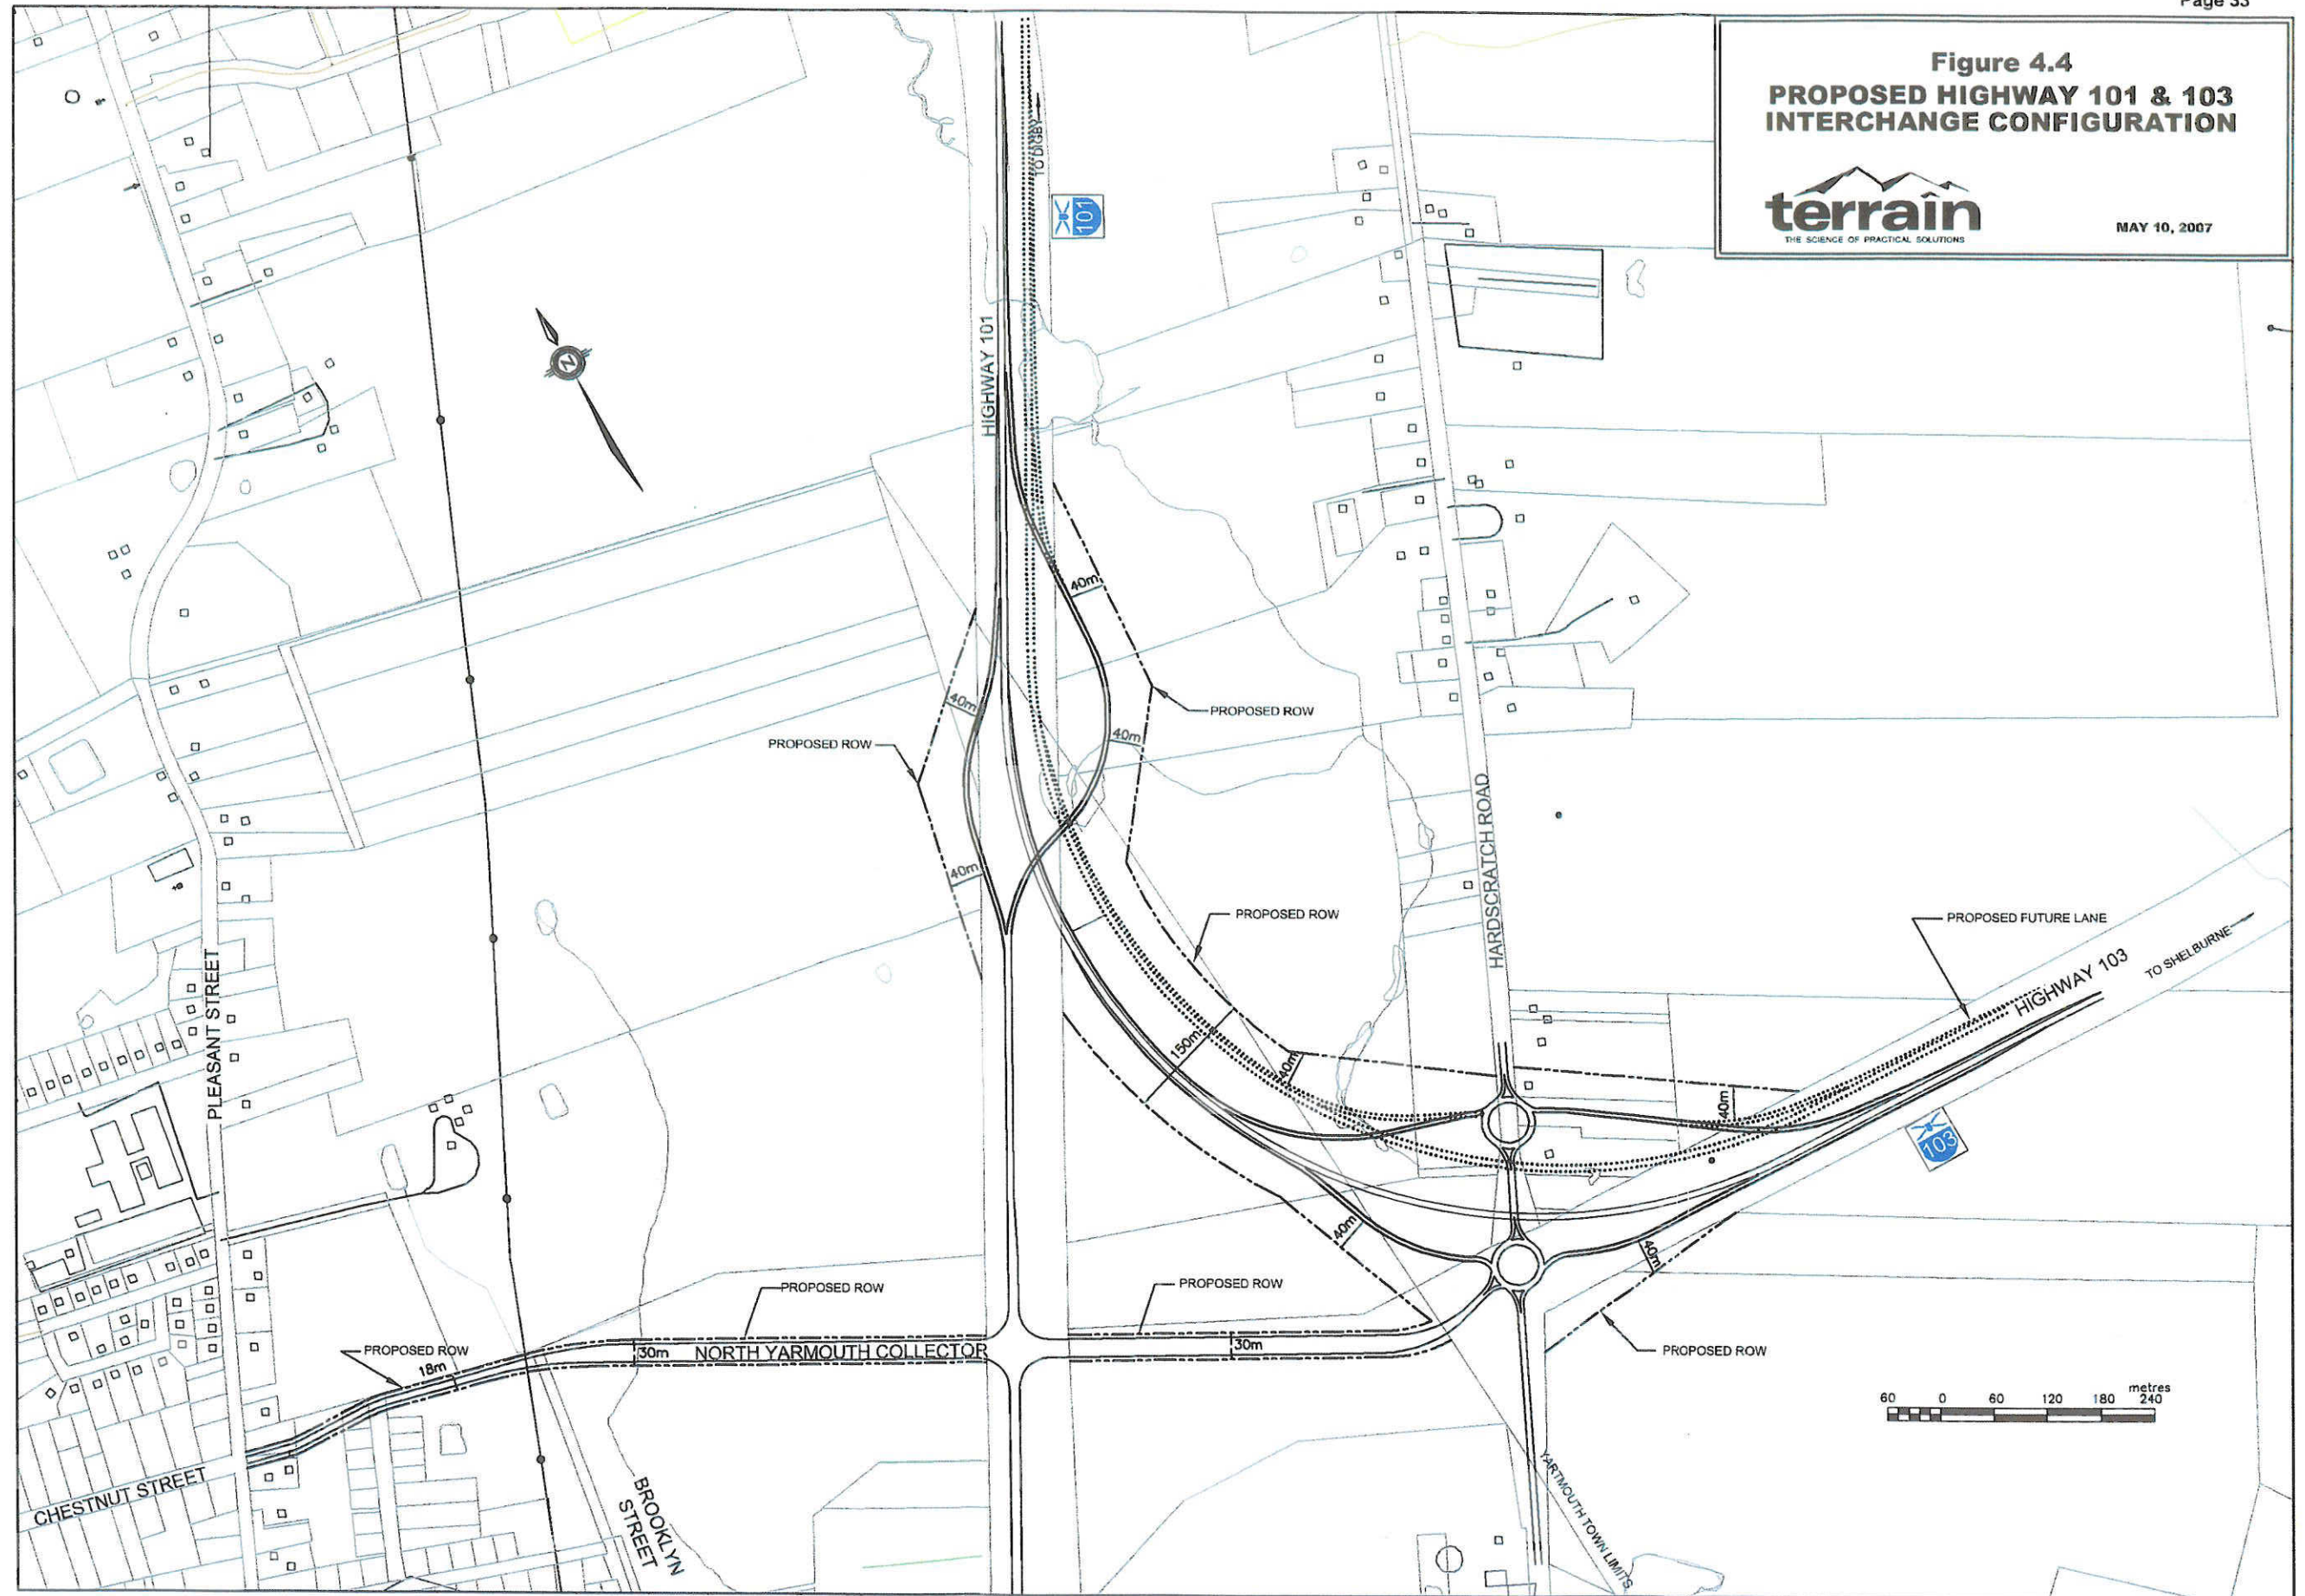 Page 33
Figure 4.4
PROPOSED HIGHWAY 101 & 103
INTERCHANGE CONFIGURATION
terrain
THE SCIENCE OF PRACTICAL SOLUTIONS
MAY 10, 2007
TO DIGBY
101
HIGHWAY 101
N
40m
PROPOSED ROW
40m
40m
PROPOSED ROW
40m
PROPOSED ROW
HARDSCRATCH ROAD
PROPOSED FUTURE LANE
HIGHWAY 103
TO SHELBURNE
PLEASANT STREET
150m
40m
40m
103
40m
40m
PROPOSED ROW
PROPOSED ROW
PROPOSED ROW
18m
30m
NORTH YARMOUTH COLLECTOR
30m
PROPOSED ROW
metres
60 0 60 120 180 240
CHESTNUT STREET
BROOKLYN
STREET
YARTMOUTH TOWN LIMITS